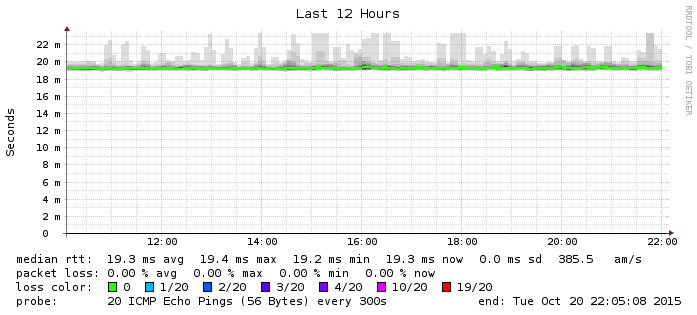 Last 12 Hours
RRDTOOL / TOBI OETIKER
Seconds
22 m
20 m
18 m
16 m
14 m
12 m
10 m
8 m
6 m
4 m
2 m
0
12:00 14:00 16:00 18:00 20:00 22:00
median rtt: 19.3 ms avg 19.4 ms max 19.2 ms min 19.3 ms now 0.0 ms sd 385.5 am/s
packet loss: 0.00 % avg 0.00 % max 0.00 % min 0.00 % now
loss color: 0 1/20 2/20 3/20 4/20 10/20 19/20
probe: 20 ICMP Echo Pings (56 Bytes) every 300s end: Tue Oct 20 22:05:08 2015